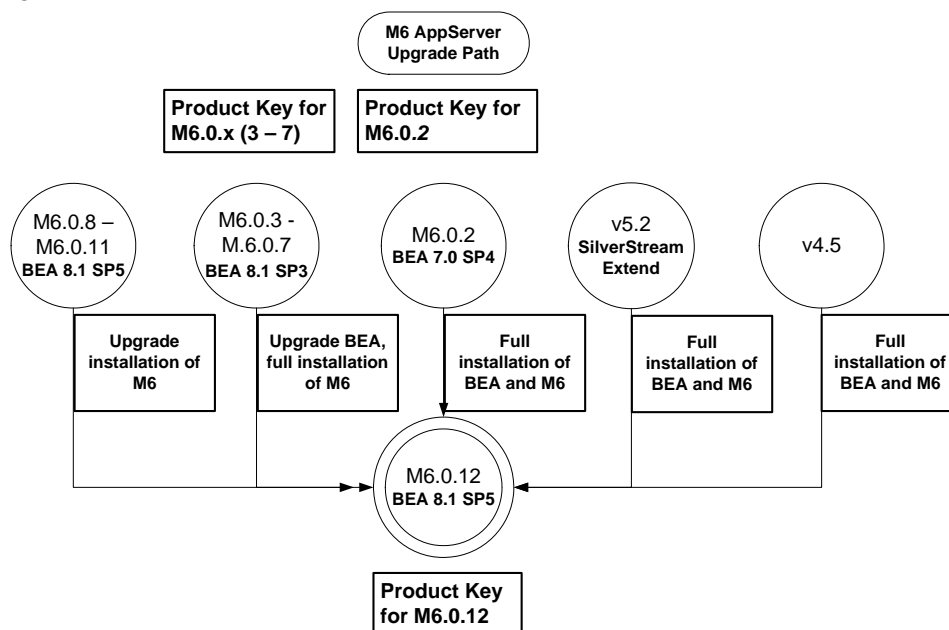 M6 AppServer
Upgrade Path
Product Key for
M6.0.x (3 – 7)
Product Key for
M6.0.2
M6.0.8 –
M6.0.11
BEA 8.1 SP5
M6.0.3 -
M.6.0.7
BEA 8.1 SP3
M6.0.2
BEA 7.0 SP4
v5.2
SilverStream
Extend
v4.5
Upgrade
installation of
M6
Upgrade BEA,
full installation
of M6
Full
installation of
BEA and M6
Full
installation of
BEA and M6
Full
installation of
BEA and M6
M6.0.12
BEA 8.1 SP5
Product Key
for M6.0.12